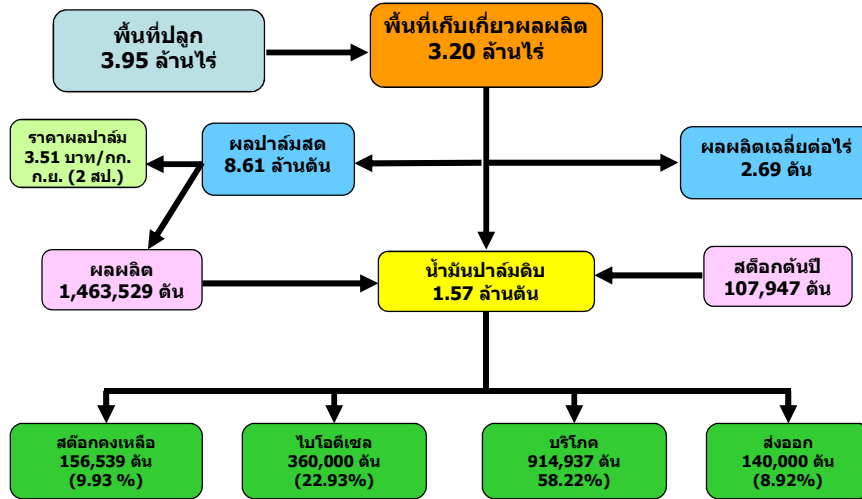 พื้นที่ปลูก
3.95 ล้านไร่
พื้นที่เก็บเกี่ยวผลผลิต
3.20 ล้านไร่
ราคาผลปาล์ม
3.51 บาท/กก.
ก.ย. (2 สป.)
ผลปาล์มสด
8.61 ล้านตัน
ผลผลิตเฉลี่ยต่อไร่
2.69 ตัน
ผลผลิต
1,463,529 ตัน
น้ำมันปาล์มดิบ
1.57 ล้านตัน
สต็อกต้นปี
107,947 ตัน
สต๊อกคงเหลือ
156,539 ตัน
(9.93 %)
ไบโอดีเซล
360,000 ตัน
(22.93%)
บริโภค
914,937 ตัน
58.22%)
ส่งออก
140,000 ตัน
(8.92%)